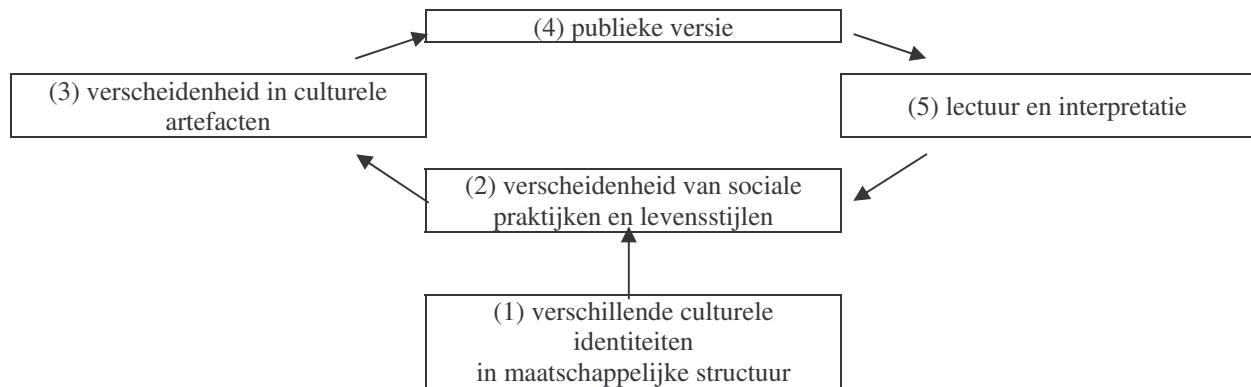 (4) publieke versie
(3) verscheidenheid in culturele
artefacten
(5) lectuur en interpretatie
(2) verscheidenheid van sociale
praktijken en levensstijlen
(1) verschillende culturele
identiteiten
in maatschappelijke structuur